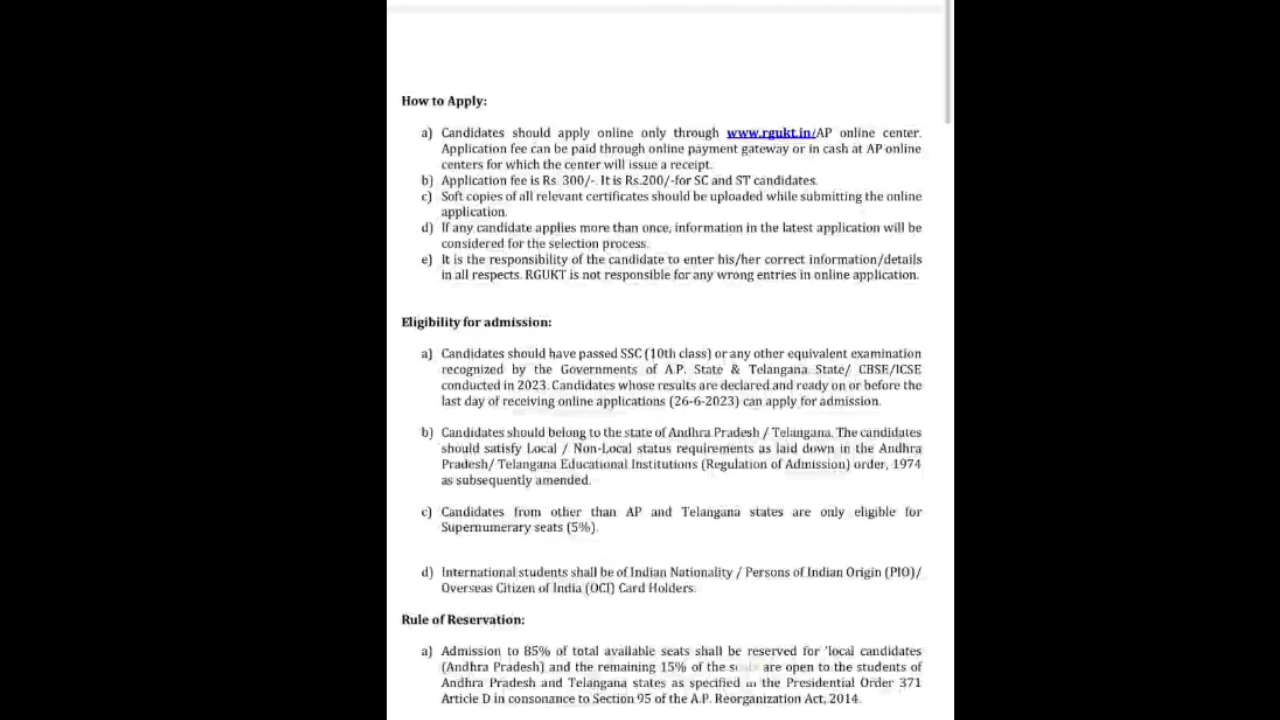 How to Apply:
a) Candidates should apply online only through www.rgukt.in/AP online center.
Application fee can be paid through online payment gateway or in cash at AP online
centers for which the center will issue a receipt.
b) Application fee is Rs. 300/-. It is Rs.200/-for SC and ST candidates.
c) Soft copies of all relevant certificates should be uploaded while submitting the online
application.
d) If any candidate applies more than once, information in the latest application will be
considered for the selection process.
e) It is the responsibility of the candidate to enter his/her correct information/details
in all respects. RGUKT is not responsible for any wrong entries in online application.
Eligibility for admission:
a) Candidates should have passed SSC (10th class) or any other equivalent examination
recognized by the Governments of A.P. State & Telangana State/ CBSE/ICSE
conducted in 2023. Candidates whose results are declared and ready on or before the
last day of receiving online applications (26-6-2023) can apply for admission.
b) Candidates should belong to the state of Andhra Pradesh / Telangana. The candidates
should satisfy Local / Non-Local status requirements as laid down in the Andhra
Pradesh/ Telangana Educational Institutions (Regulation of Admission) order, 1974
as subsequently amended.
c) Candidates from other than AP and Telangana states are only eligible for
Supernumerary seats (5%).
d) International students shall be of Indian Nationality / Persons of Indian Origin (PIO)/
Overseas Citizen of India (OCI) Card Holders.
Rule of Reservation:
a) Admission to 85% of total available seats shall be reserved for 'local candidates
(Andhra Pradesh) and the remaining 15% of the are open to the students of
Andhra Pradesh and Telangana states as specified in the Presidential Order 371
Article D in consonance to Section 95 of the A.P. Reorganization Act, 2014.